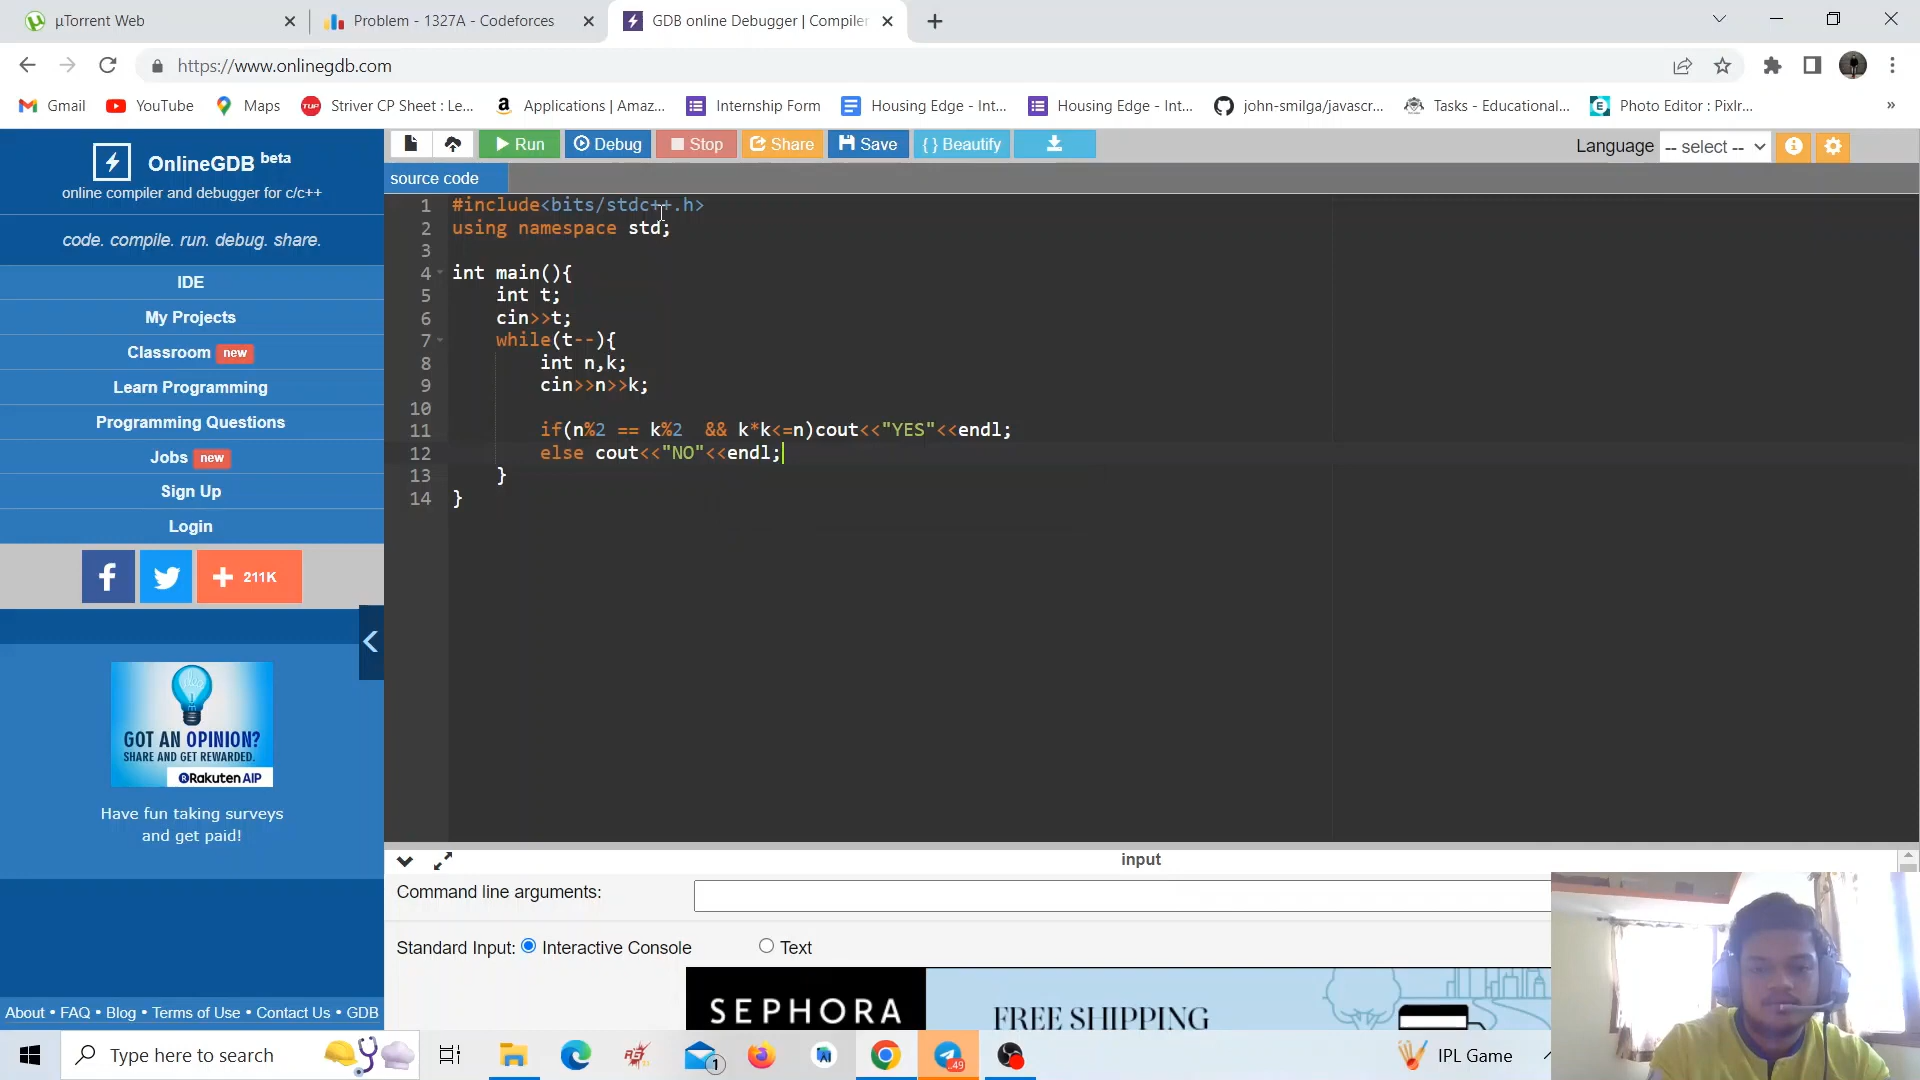 µTorrent Web
Problem - 1327A - Codeforces
GDB online Debugger | Compiler
https://www.onlinegdb.com
Gmail
YouTube
Maps
TUF
Striver CP Sheet : Le...
Applications | Amaz...
Internship Form
Housing Edge - Int...
Housing Edge - Int...
john-smilga/javascr...
Tasks - Educational...
Photo Editor : Pixlr...
»
OnlineGDB beta
online compiler and debugger for c/c++
code. compile. run. debug. share.
IDE
My Projects
Classroom new
Learn Programming
Programming Questions
Jobs new
Sign Up
Login
+ 211K
GOT AN OPINION?
SHARE AND GET REWARDED.
Rakuten AIP
Have fun taking surveys
and get paid!
About • FAQ • Blog • Terms of Use • Contact Us • GDB
Run
Debug
Stop
Share
Save
{ } Beautify
Language -- select --
source code
1 #include<bits/stdc++.h>
2 using namespace std;
3
4 int main(){
5 int t;
6 cin>>t;
7 while(t--){
8 int n,k;
9 cin>>n>>k;
10
11 if(n%2 == k%2  && k*k<=n)cout<<"YES"<<endl;
12 else cout<<"NO"<<endl;
13 }
14 }
input
Command line arguments:
Standard Input: Interactive Console Text
SEPHORA
FREE SHIPPING
Type here to search
1
49
IPL Game